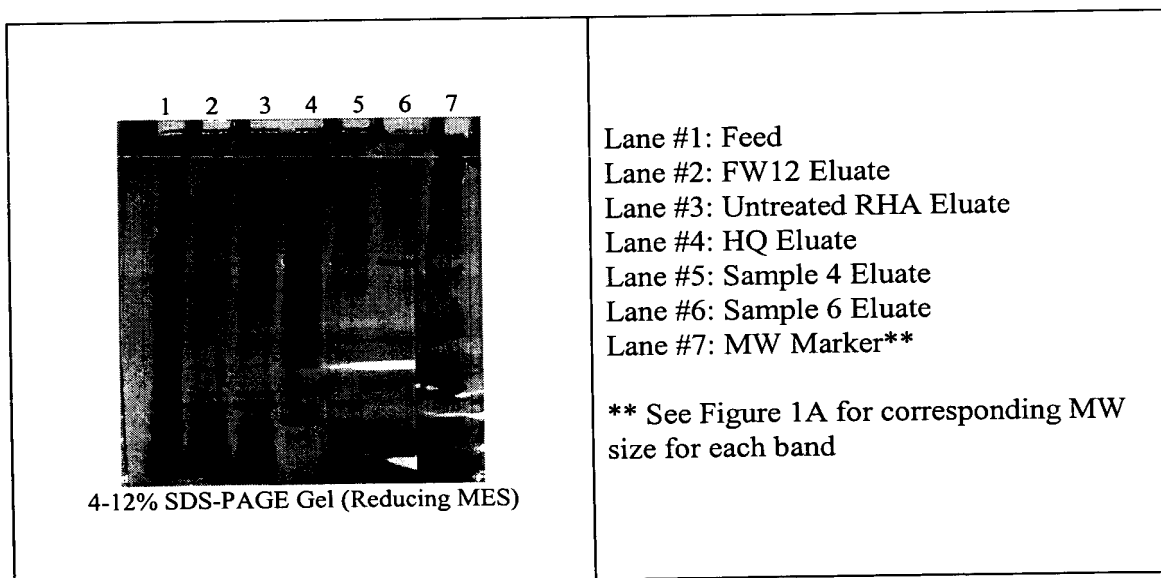 1 2 3 4 5 6 7
4-12% SDS-PAGE Gel (Reducing MES)
Lane #1: Feed
Lane #2: FW12 Eluate
Lane #3: Untreated RHA Eluate
Lane #4: HQ Eluate
Lane #5: Sample 4 Eluate
Lane #6: Sample 6 Eluate
Lane #7: MW Marker**
** See Figure 1A for corresponding MW
size for each band